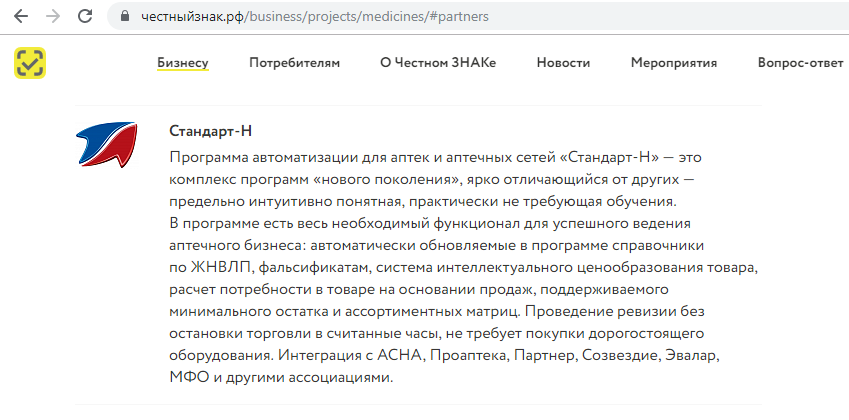 честныйзнак.рф/business/projects/medicines/#partners
Бизнесу Потребителям О Честном ЗНАКе Новости Мероприятия Вопрос-ответ
Стандарт-Н
Программа автоматизации для аптек и аптечных сетей «Стандарт-Н» — это
комплекс программ «нового поколения», ярко отличающийся от других —
предельно интуитивно понятная, практически не требующая обучения.
В программе есть весь необходимый функционал для успешного ведения
аптечного бизнеса: автоматически обновляемые в программе справочники
по ЖНВЛП, фальсификатам, система интеллектуального ценообразования товара,
расчет потребности в товаре на основании продаж, поддерживаемого
минимального остатка и ассортиментных матриц. Проведение ревизии без
остановки торговли в считанные часы, не требует покупки дорогостоящего
оборудования. Интеграция с АСНА, Проаптека, Партнер, Созвездие, Эвалар,
МФО и другими ассоциациями.